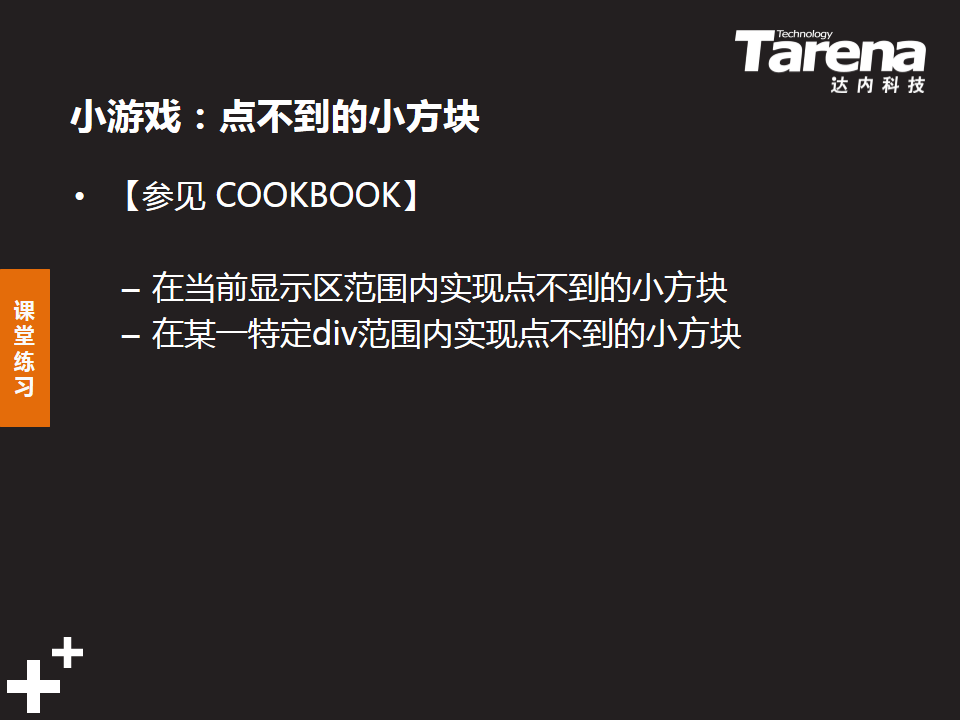 Technology
Tarena
达内科技
小游戏：点不到的小方块
• 【参见 COOKBOOK】
– 在当前显示区范围内实现点不到的小方块
– 在某一特定div范围内实现点不到的小方块
课
堂
练
习